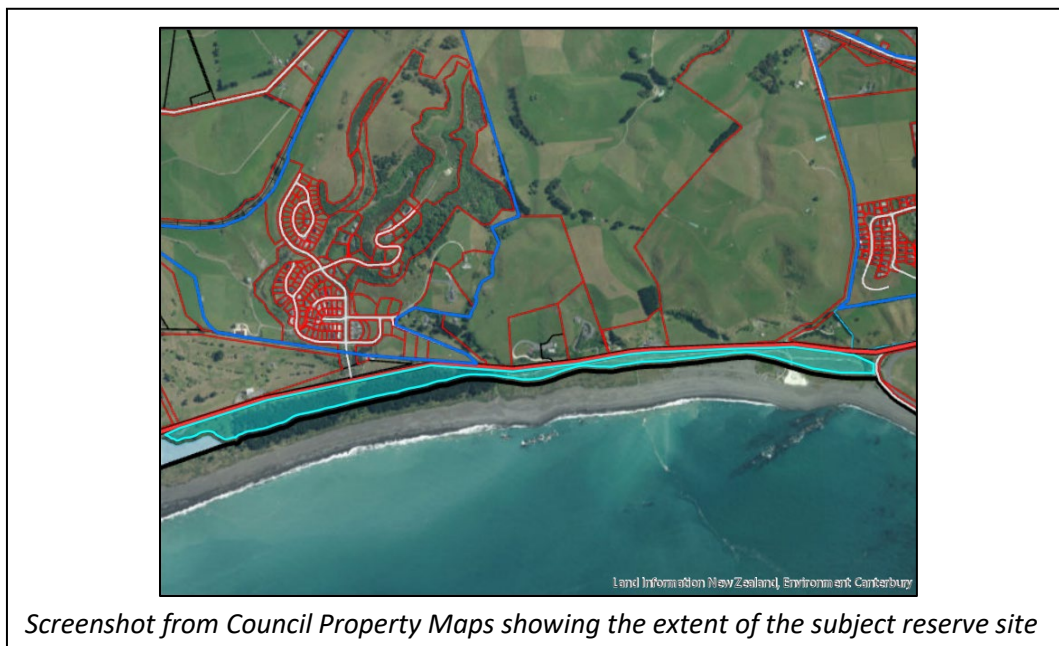 Land Information New Zealand, Environment Canterbury
Screenshot from Council Property Maps showing the extent of the subject reserve site